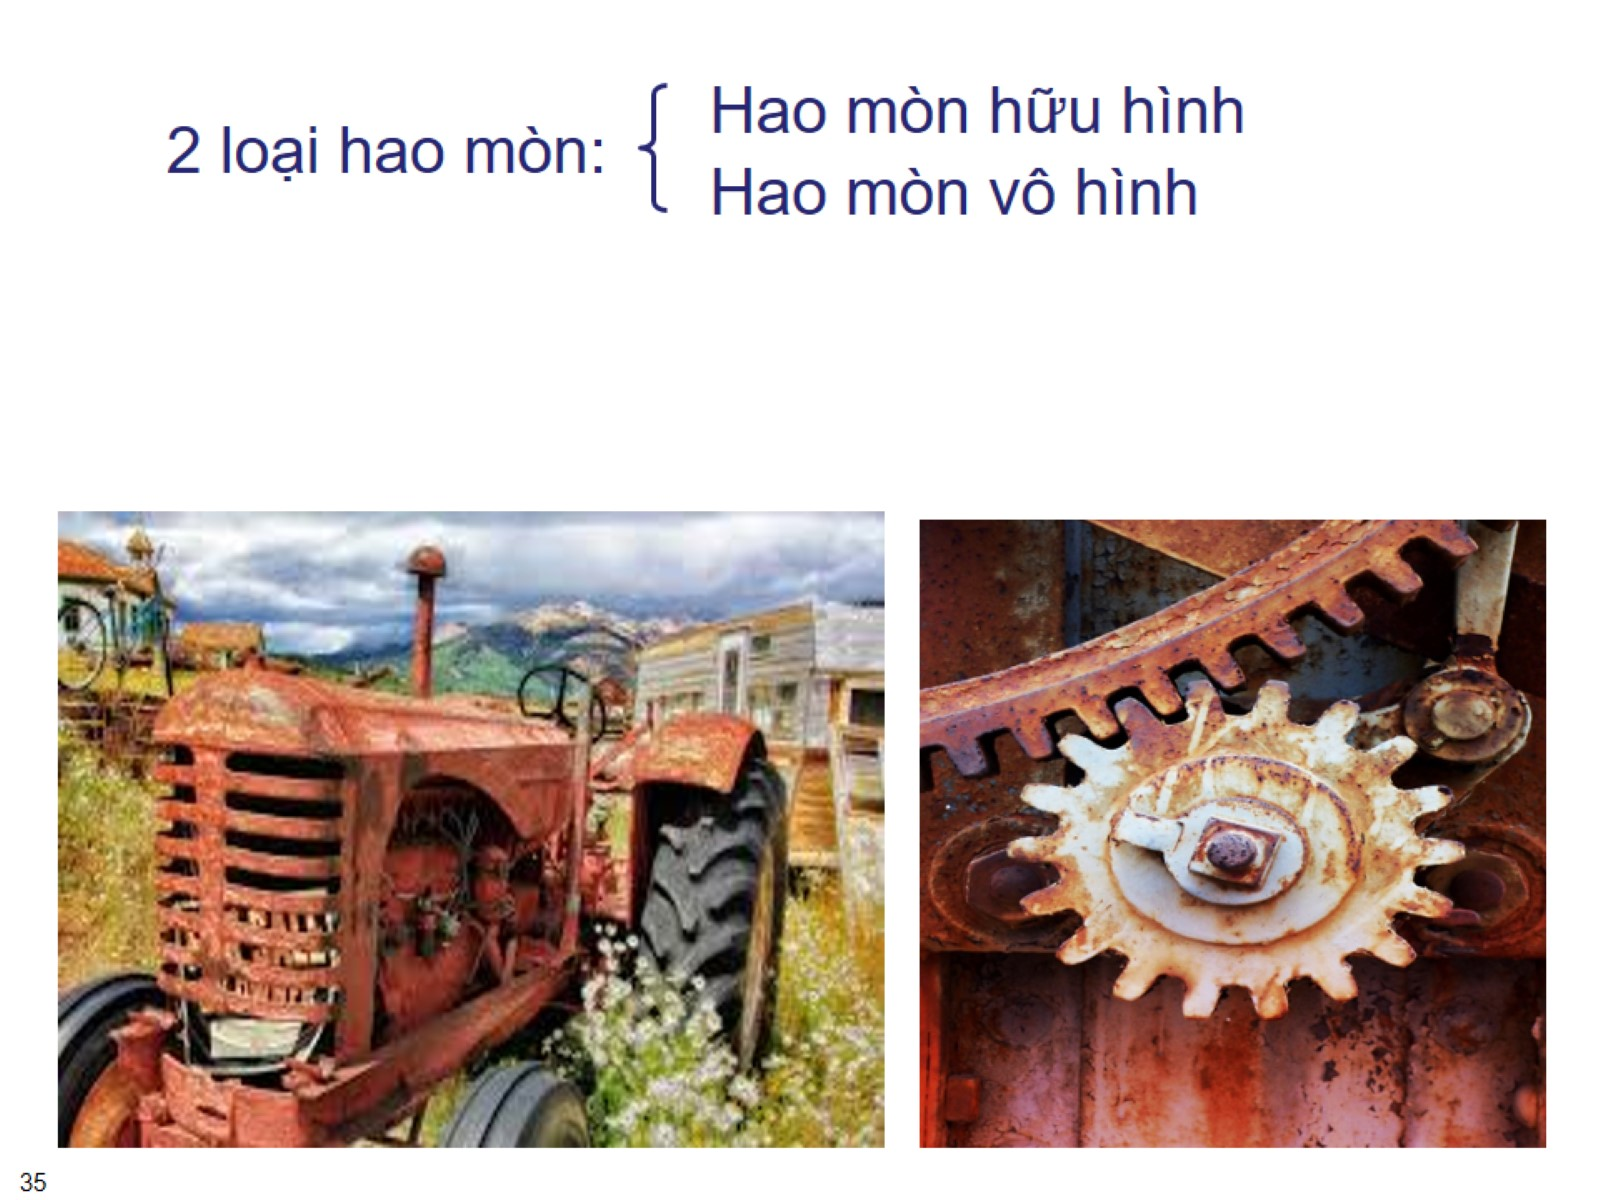 2 loại hao mòn:
Hao mòn hữu hình
Hao mòn vô hình
35